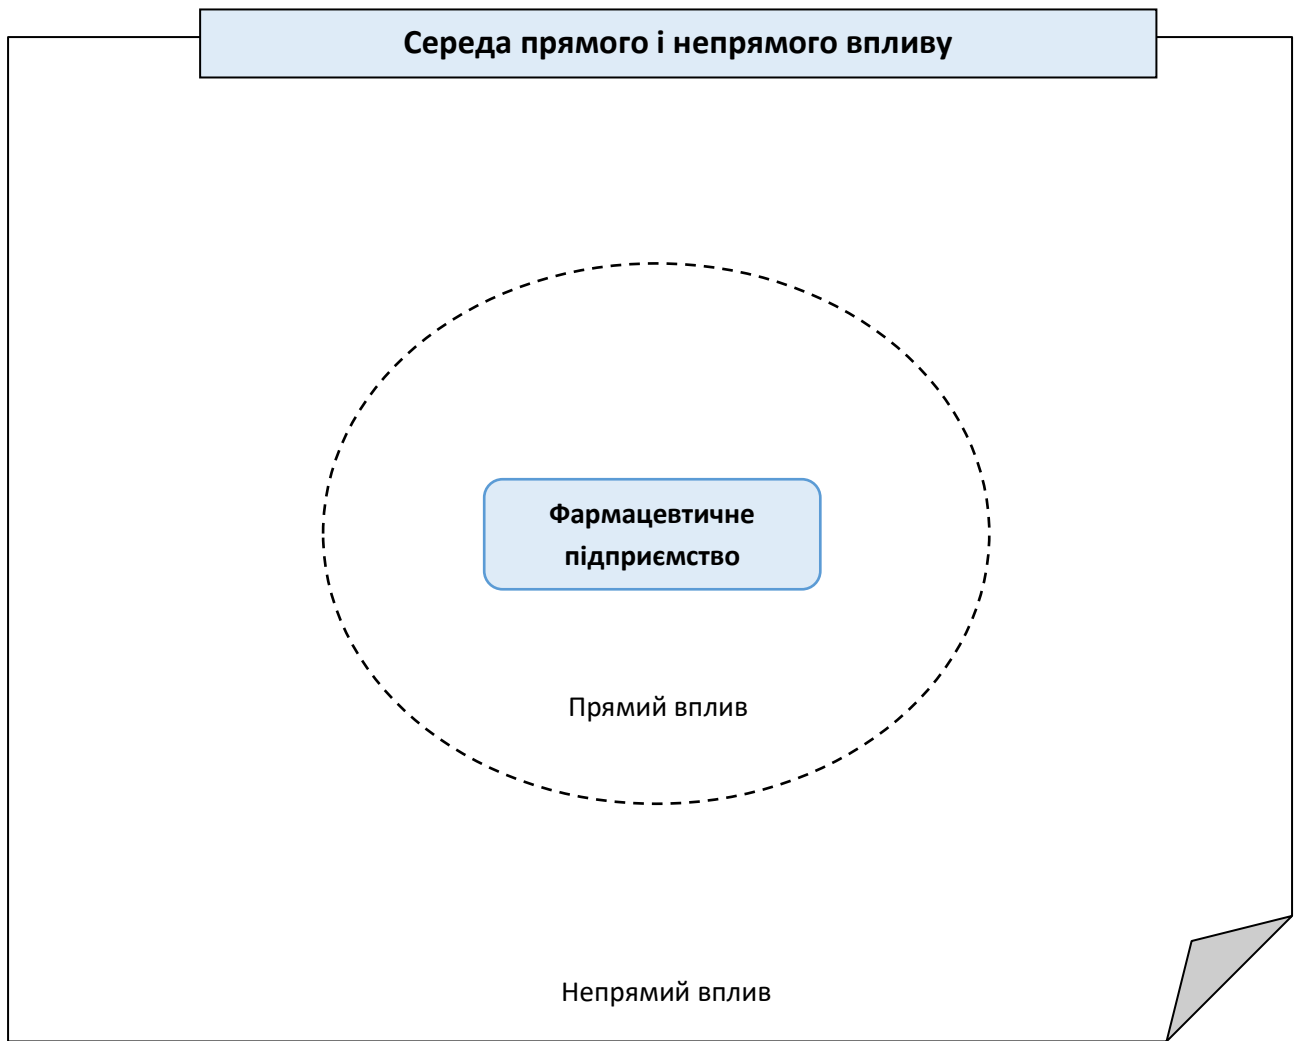 Середа прямого і непрямого впливу
Фармацевтичне
підприємство
Прямий вплив
Непрямий вплив